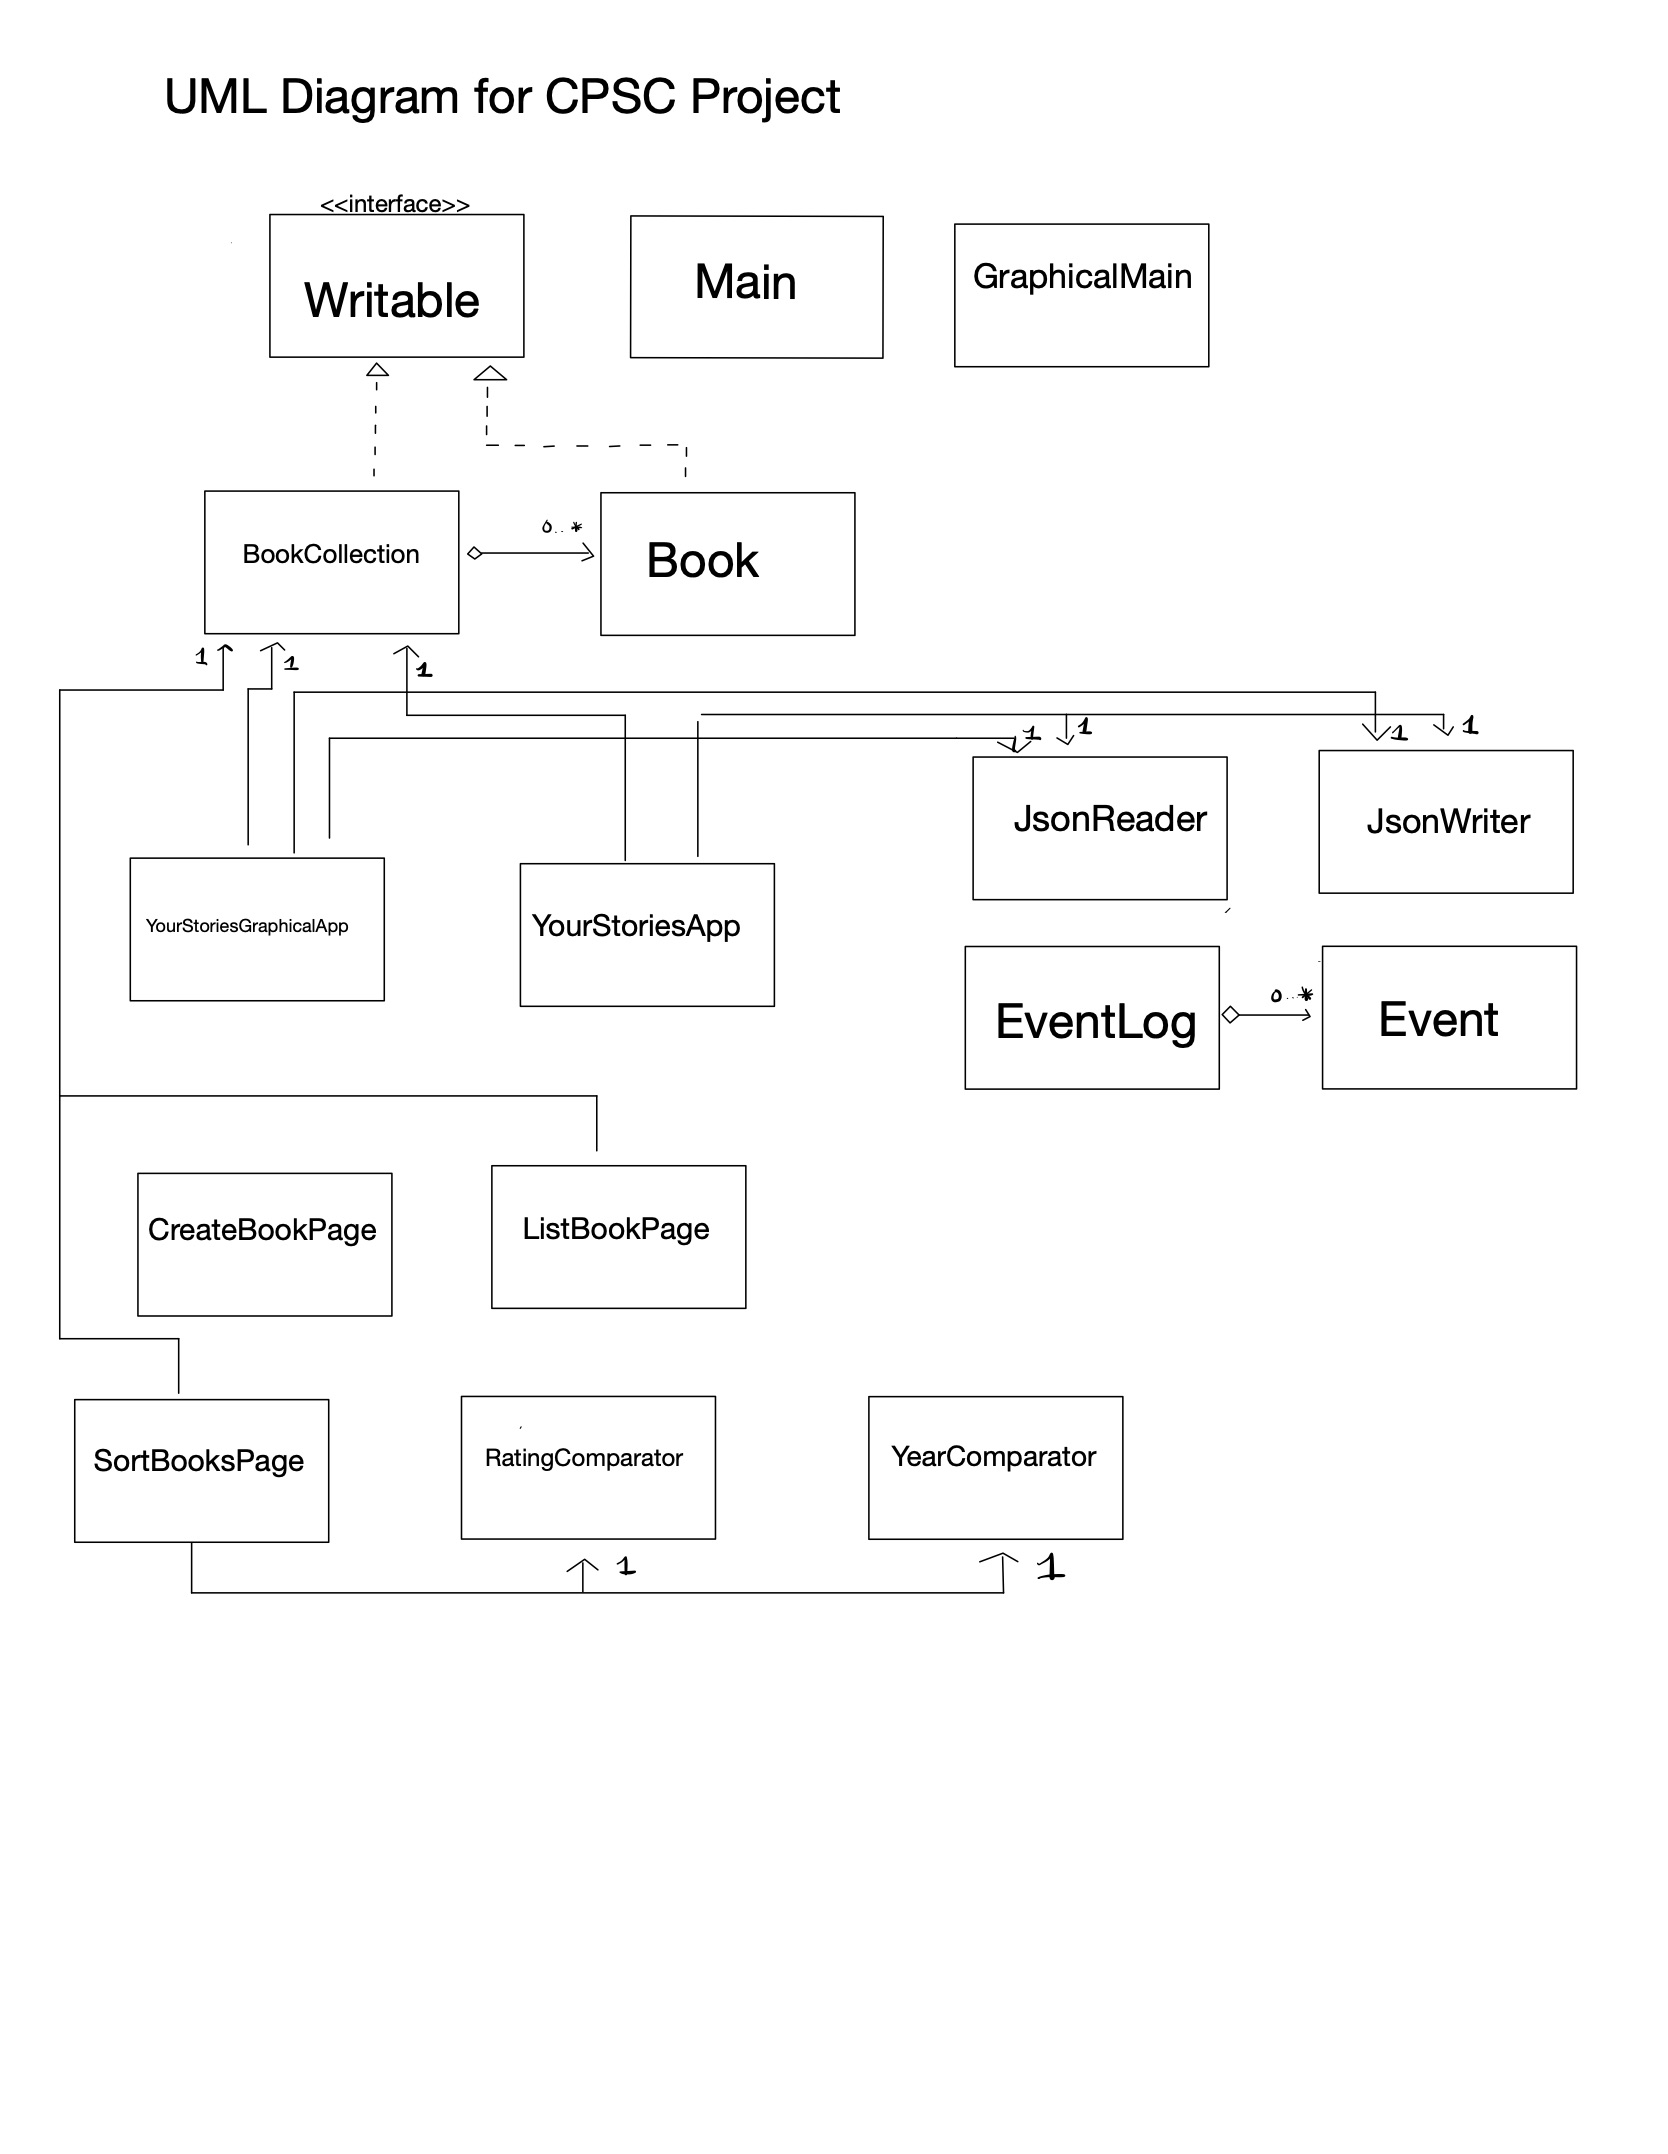 UML Diagram for CPSC Project
<<interface>>
Writable
Main
GraphicalMain
BookCollection
0..*
Book
1
1
1
1
1
1
1
JsonReader
JsonWriter
YourStoriesGraphicalApp
YourStoriesApp
EventLog
0...*
Event
CreateBookPage
ListBookPage
SortBooksPage
RatingComparator
YearComparator
1
1